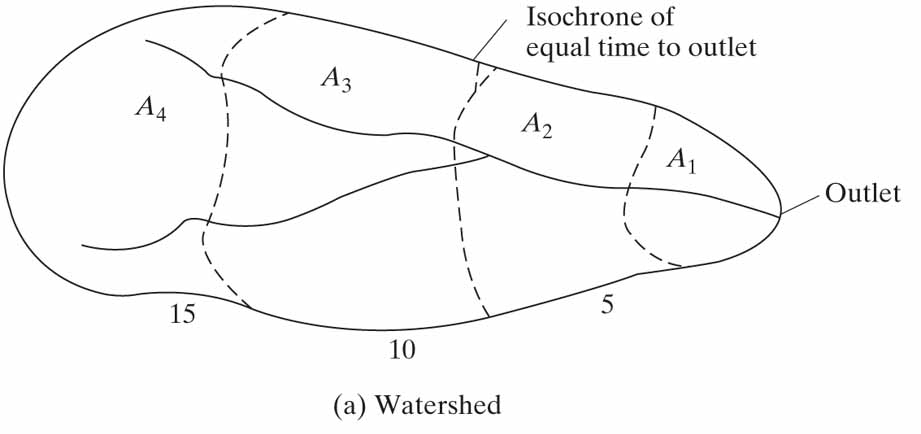 Isochrone of
equal time to outlet
A3
A4
A2
A1
Outlet
15
5
10
(a) Watershed